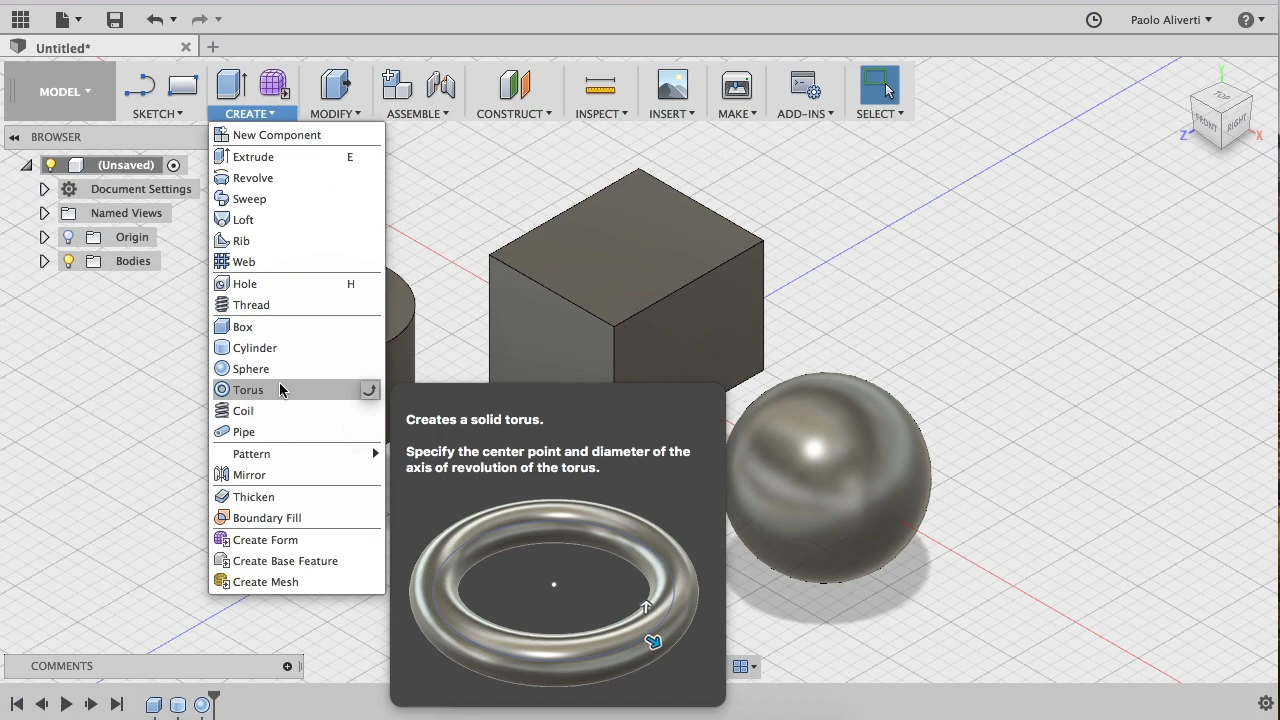 Paolo Aliverti
?
Untitled*
MODEL
SKETCH
CREATE
MODIFY
ASSEMBLE
CONSTRUCT
INSPECT
INSERT
MAKE
ADD-INS
SELECT
Y
TOP
FRONT
RIGHT
Z
X
BROWSER
(Unsaved)
Document Settings
Named Views
Origin
Bodies
New Component
Extrude E
Revolve
Sweep
Loft
Rib
Web
Hole H
Thread
Box
Cylinder
Sphere
Torus
Coil
Pipe
Pattern
Mirror
Thicken
Boundary Fill
Create Form
Create Base Feature
Create Mesh
Creates a solid torus.
Specify the center point and diameter of the
axis of revolution of the torus.
COMMENTS